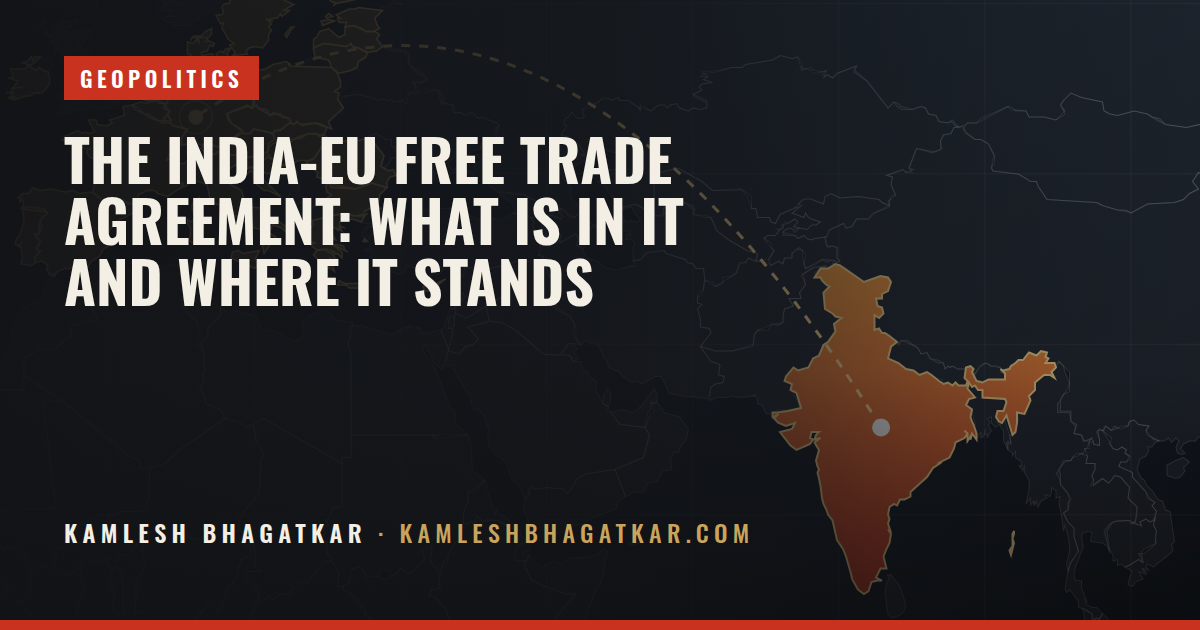 GEOPOLITICS
THE INDIA-EU FREE TRADE
AGREEMENT: WHAT IS IN IT
AND WHERE IT STANDS
KAMLESH BHAGATKAR · KAMLESHBHAGATKAR.COM